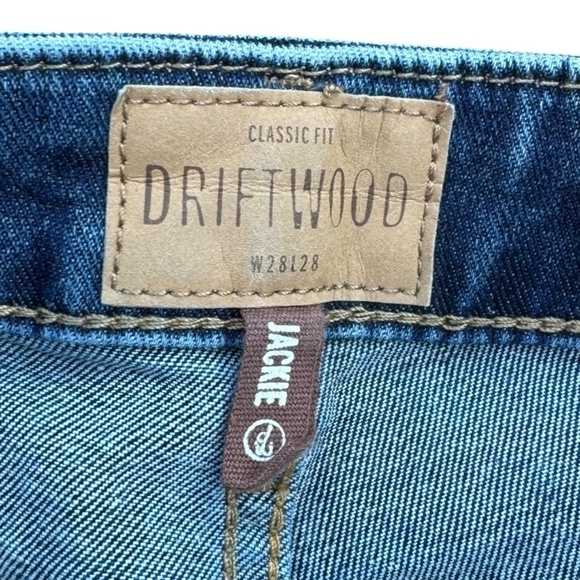 CLASSIC FIT
DRIFTWOOD
W28L28
JACKIE